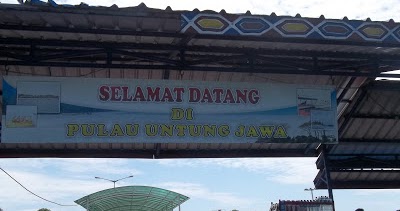 SELAMAT DATANG
DI
PULAU UNTUNG JAWA